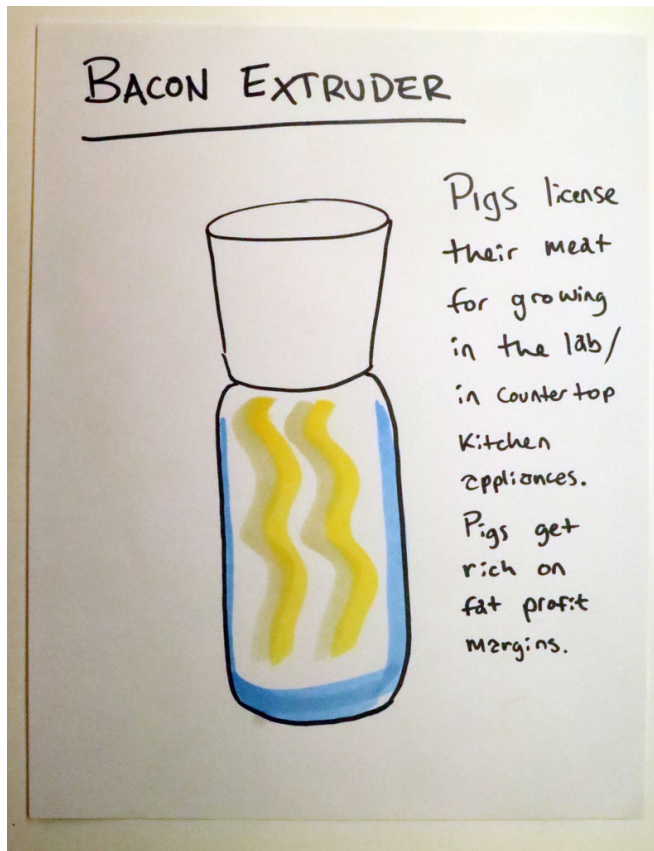 BACON EXTRUDER
Pigs license
their meat
for growing
in the lab/
in countertop
kitchen
appliances.
Pigs get
rich on
fat profit
margins.